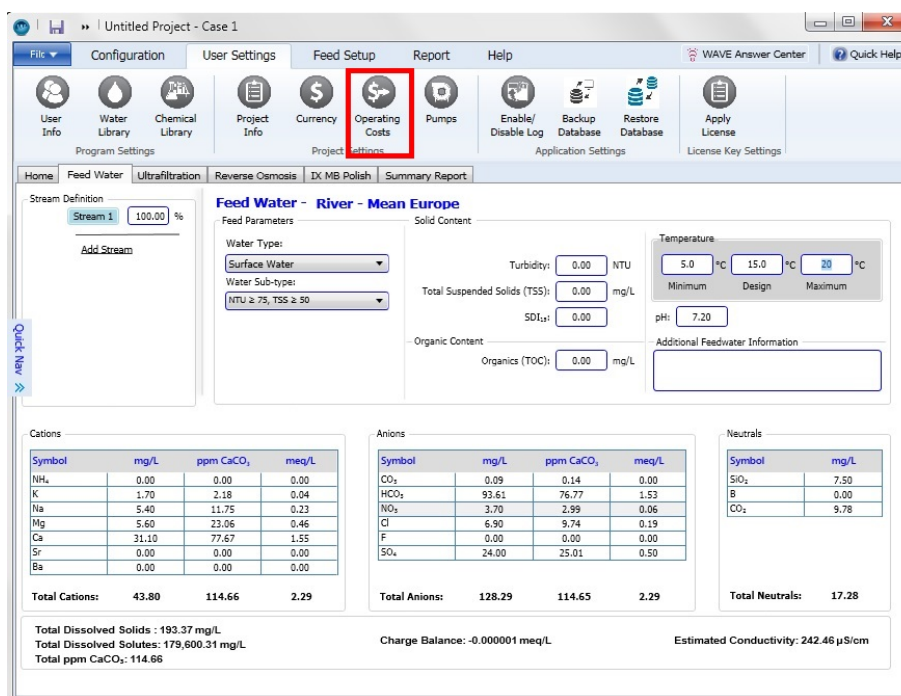 Untitled Project - Case 1
File Configuration User Settings Feed Setup Report Help WAVE Answer Center Quick Help
User Info Water Library Chemical Library Project Info Currency Operating Costs Pumps Enable/ Disable Log Backup Database Restore Database Apply License
Program Settings Project Settings Application Settings License Key Settings
Home Feed Water Ultrafiltration Reverse Osmosis IX MB Polish Summary Report
Stream Definition
Stream 1 100.00 %
Add Stream
Feed Water - River - Mean Europe
Feed Parameters
Water Type:
Surface Water
Water Sub-type:
NTU ≥ 75, TSS ≥ 50
Solid Content
Turbidity: 0.00 NTU
Total Suspended Solids (TSS): 0.00 mg/L
SDI₁₅: 0.00
Organic Content
Organics (TOC): 0.00 mg/L
Temperature
5.0 °C 15.0 °C 20 °C
Minimum Design Maximum
pH: 7.20
Additional Feedwater Information
Quick Nav
Cations
Symbol mg/L ppm CaCO₃ meq/L
NH₄ 0.00 0.00 0.00
K 1.70 2.18 0.04
Na 5.40 11.75 0.23
Mg 5.60 23.06 0.46
Ca 31.10 77.67 1.55
Sr 0.00 0.00 0.00
Ba 0.00 0.00 0.00
Total Cations: 43.80 114.66 2.29
Anions
Symbol mg/L ppm CaCO₃ meq/L
CO₃ 0.09 0.14 0.00
HCO₃ 93.61 76.77 1.53
NO₃ 3.70 2.99 0.06
Cl 6.90 9.74 0.19
F 0.00 0.00 0.00
SO₄ 24.00 25.01 0.50
Total Anions: 128.29 114.65 2.29
Neutrals
Symbol mg/L
SiO₂ 7.50
B 0.00
CO₂ 9.78
Total Neutrals: 17.28
Total Dissolved Solids : 193.37 mg/L
Total Dissolved Solutes: 179,600.31 mg/L
Total ppm CaCO₃: 114.66
Charge Balance: -0.000001 meq/L
Estimated Conductivity: 242.46 µS/cm